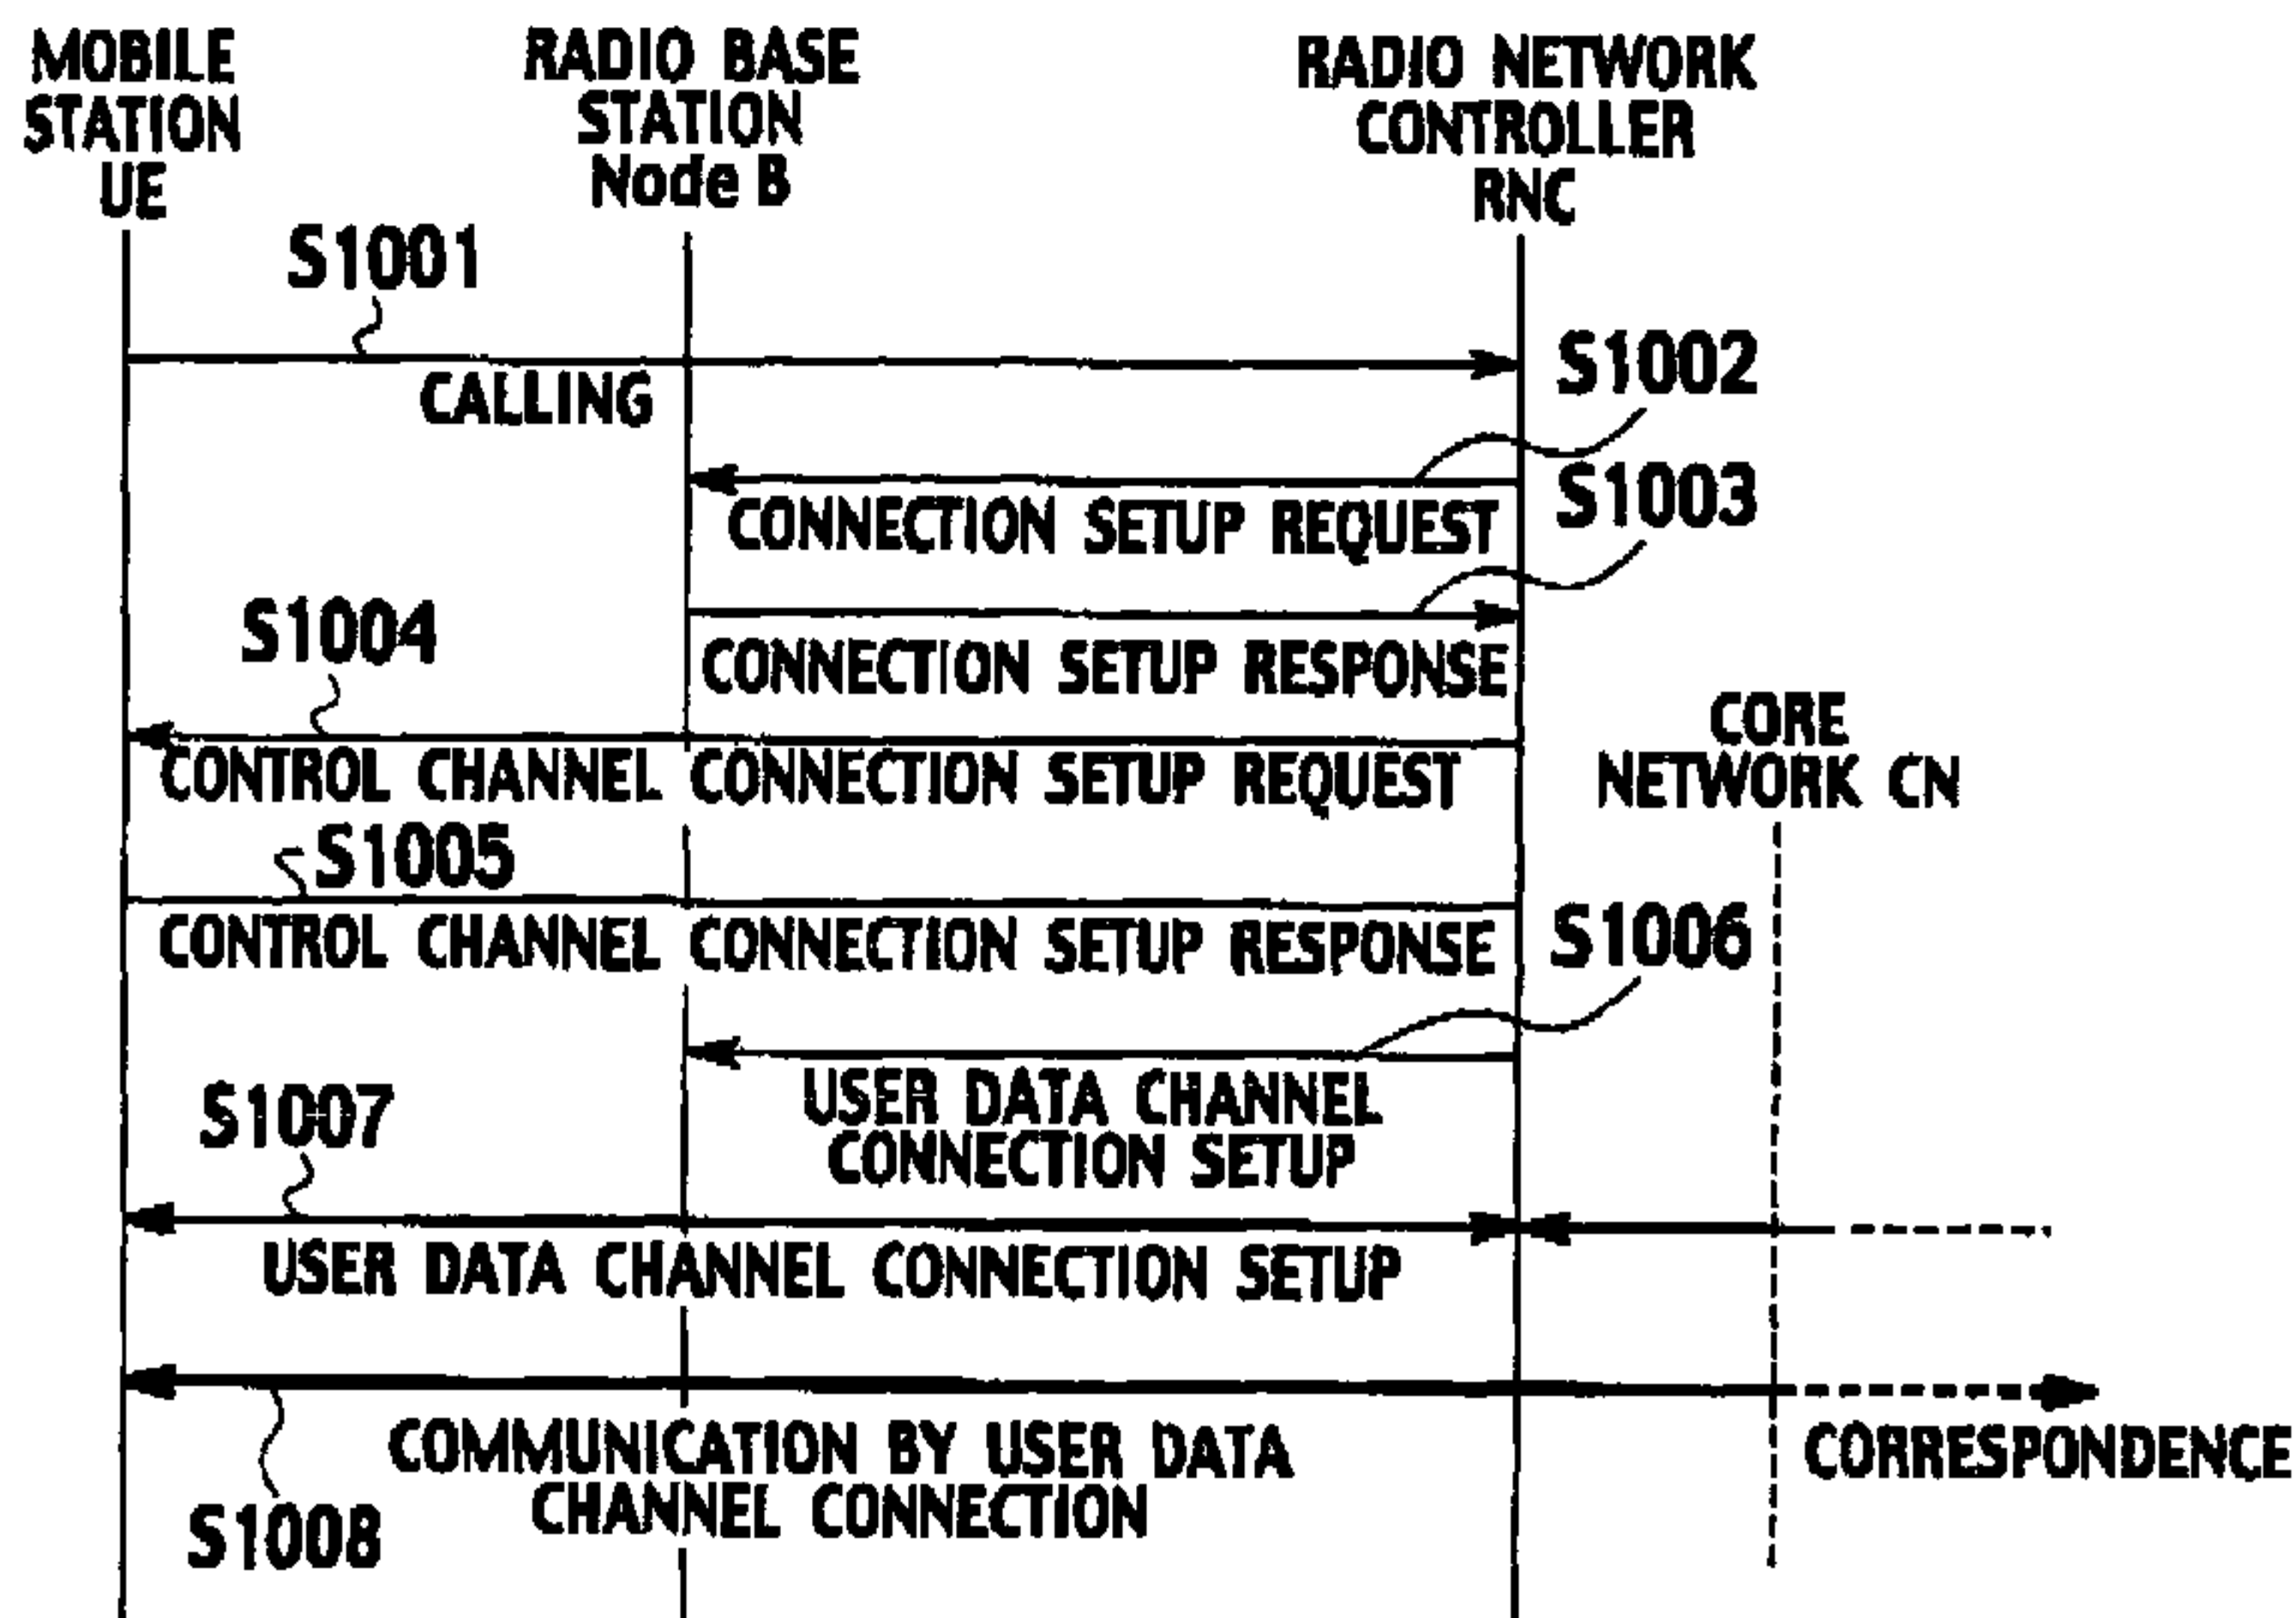 MOBILE
STATION
UE
RADIO BASE
STATION
Node B
RADIO NETWORK
CONTROLLER
RNC
S1001
CALLING
S1002
CONNECTION SETUP REQUEST
S1003
CONNECTION SETUP RESPONSE
S1004
CONTROL CHANNEL CONNECTION SETUP REQUEST
CORE
NETWORK CN
S1005
CONTROL CHANNEL CONNECTION SETUP RESPONSE
S1006
USER DATA CHANNEL
CONNECTION SETUP
S1007
USER DATA CHANNEL CONNECTION SETUP
COMMUNICATION BY USER DATA
CHANNEL CONNECTION
CORRESPONDENCE
S1008